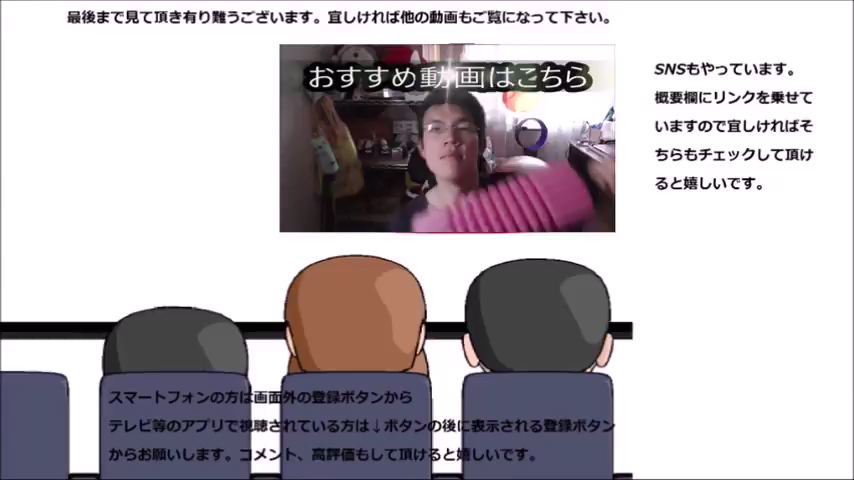 最後まで見て頂き有り難うございます。宜しければ他の動画もご覧になって下さい。
おすすめ動画はこちら
SNSもやっています。
概要欄にリンクを乗せて
いますので宜しければそ
ちらもチェックして頂け
ると嬉しいです。
スマートフォンの方は画面外の登録ボタンから
テレビ等のアプリで視聴されている方は↓ボタンの後に表示される登録ボタン
からお願いします。コメント、高評価もして頂けると嬉しいです。